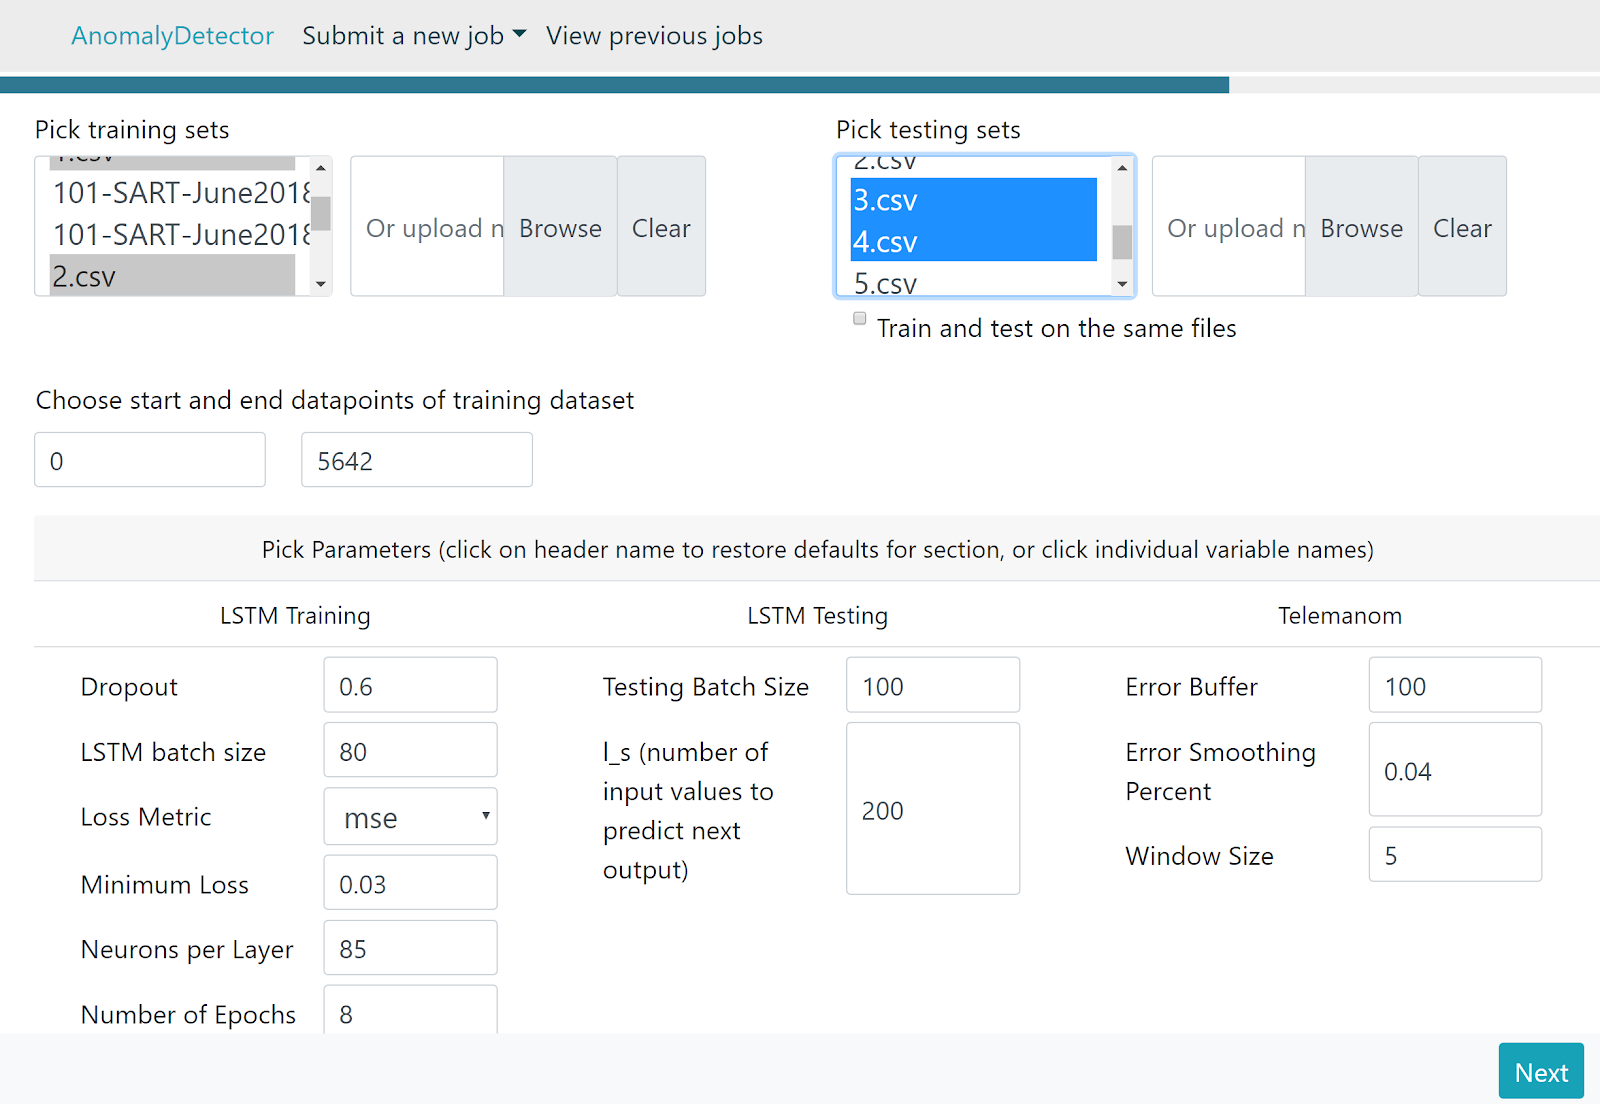 AnomalyDetector Submit a new job View previous jobs
Pick training sets
Pick testing sets
1.csv
101-SART-June2018
101-SART-June2018
2.csv
Or upload n Browse Clear
2.csv
3.csv
4.csv
5.csv
Or upload n Browse Clear
Train and test on the same files
Choose start and end datapoints of training dataset
0 5642
Pick Parameters (click on header name to restore defaults for section, or click individual variable names)
LSTM Training LSTM Testing Telemanom
Dropout 0.6
LSTM batch size 80
Loss Metric mse
Minimum Loss 0.03
Neurons per Layer 85
Number of Epochs 8
Testing Batch Size 100
l_s (number of
input values to
predict next
output)
200
Error Buffer 100
Error Smoothing
Percent
0.04
Window Size 5
Next